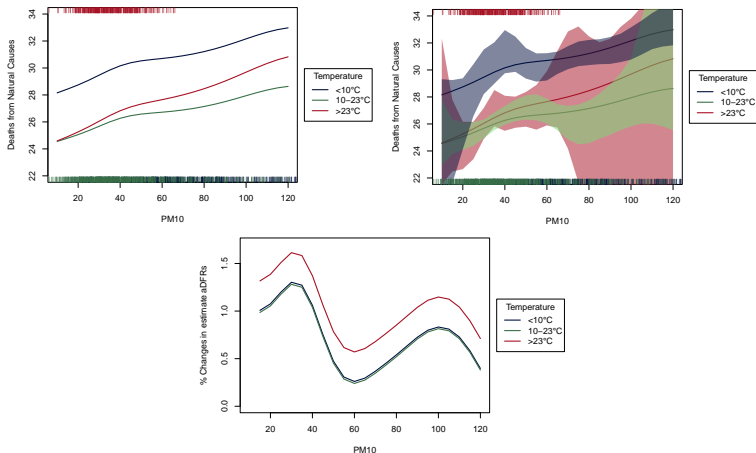 Deaths from Natural Causes
34
32
30
28
26
24
22
20
40
60
80
100
120
PM10
Temperature
<10°C
10−23°C
>23°C
Deaths from Natural Causes
34
32
30
28
26
24
22
20
40
60
80
100
120
PM10
Temperature
<10°C
10−23°C
>23°C
% Changes in estimate aDFRs
1.5
1.0
0.5
0.0
20
40
60
80
100
120
PM10
Temperature
<10°C
10−23°C
>23°C